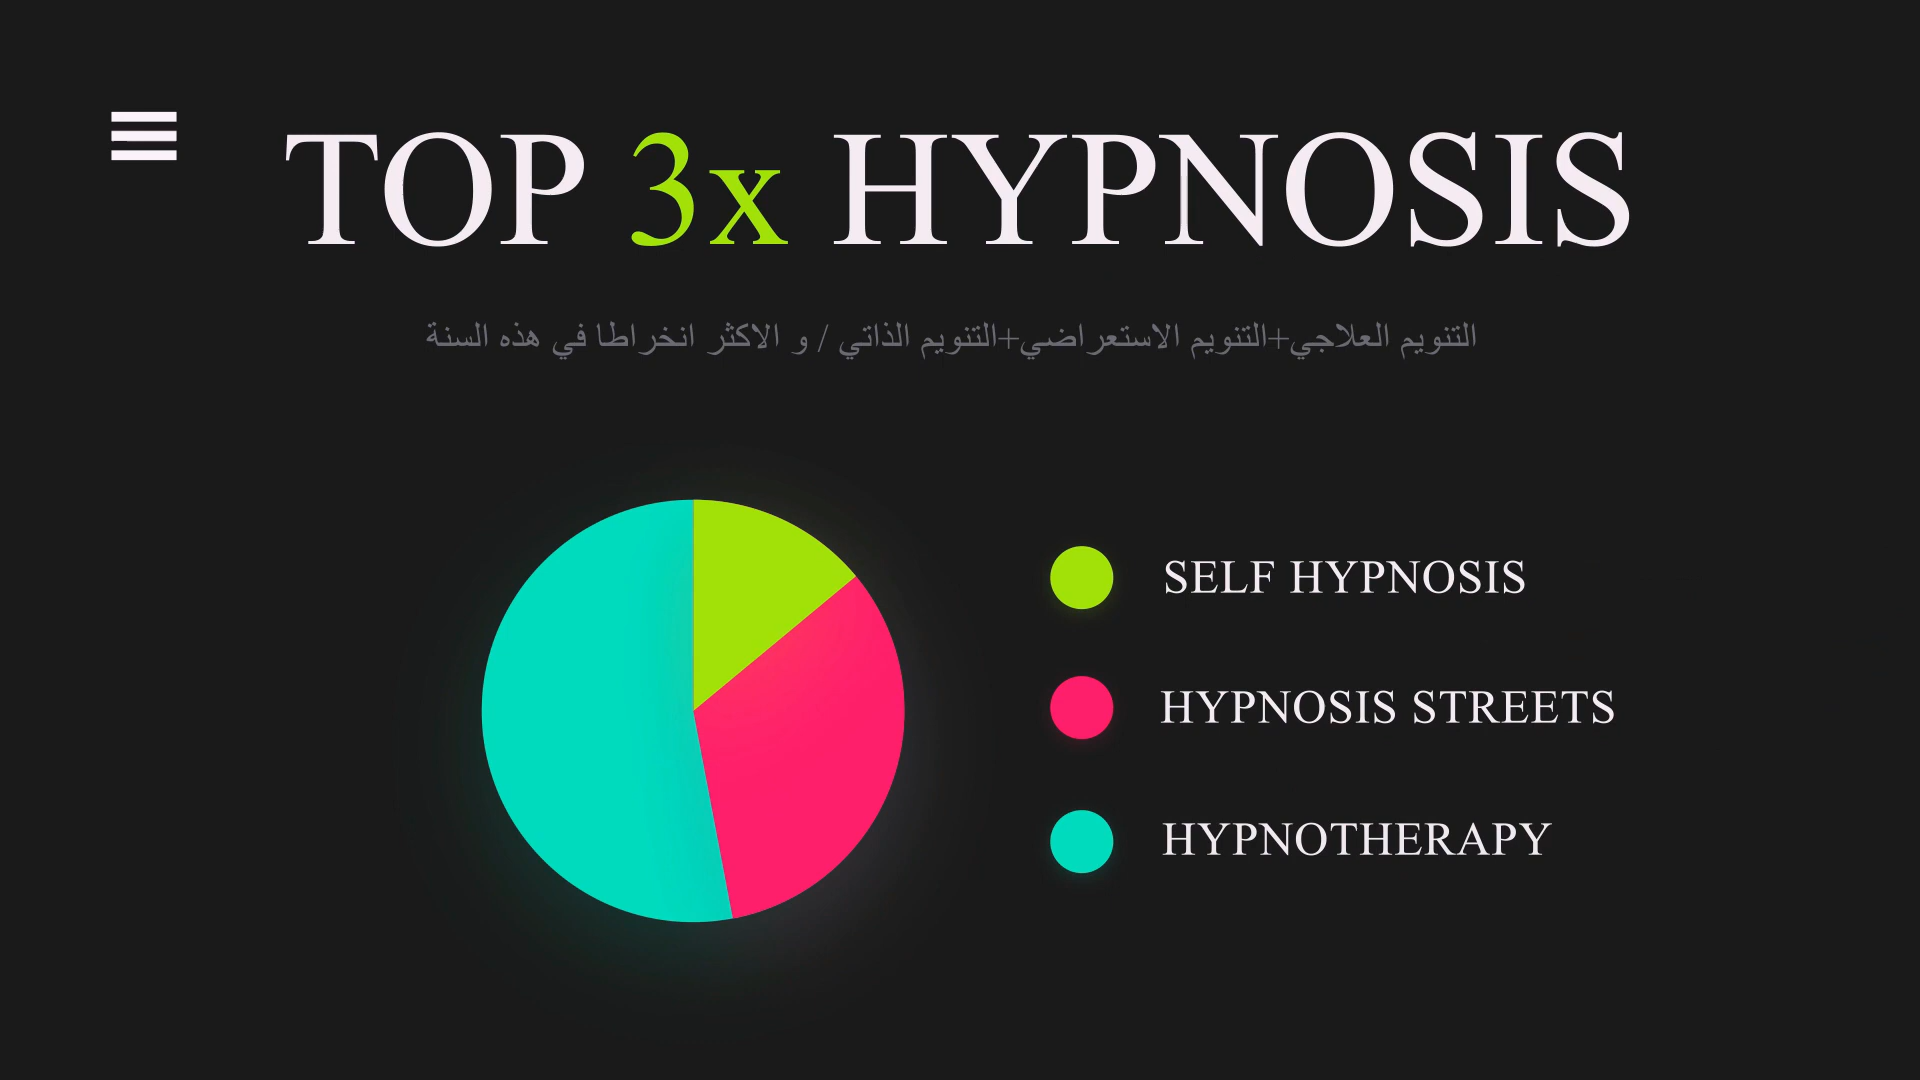 TOP 3x HYPNOSIS
التنويم العلاجي+التنويم الاستعراضي+التنويم الذاتي / و الاكثر انخراطا في هذه السنة
SELF HYPNOSIS
HYPNOSIS STREETS
HYPNOTHERAPY